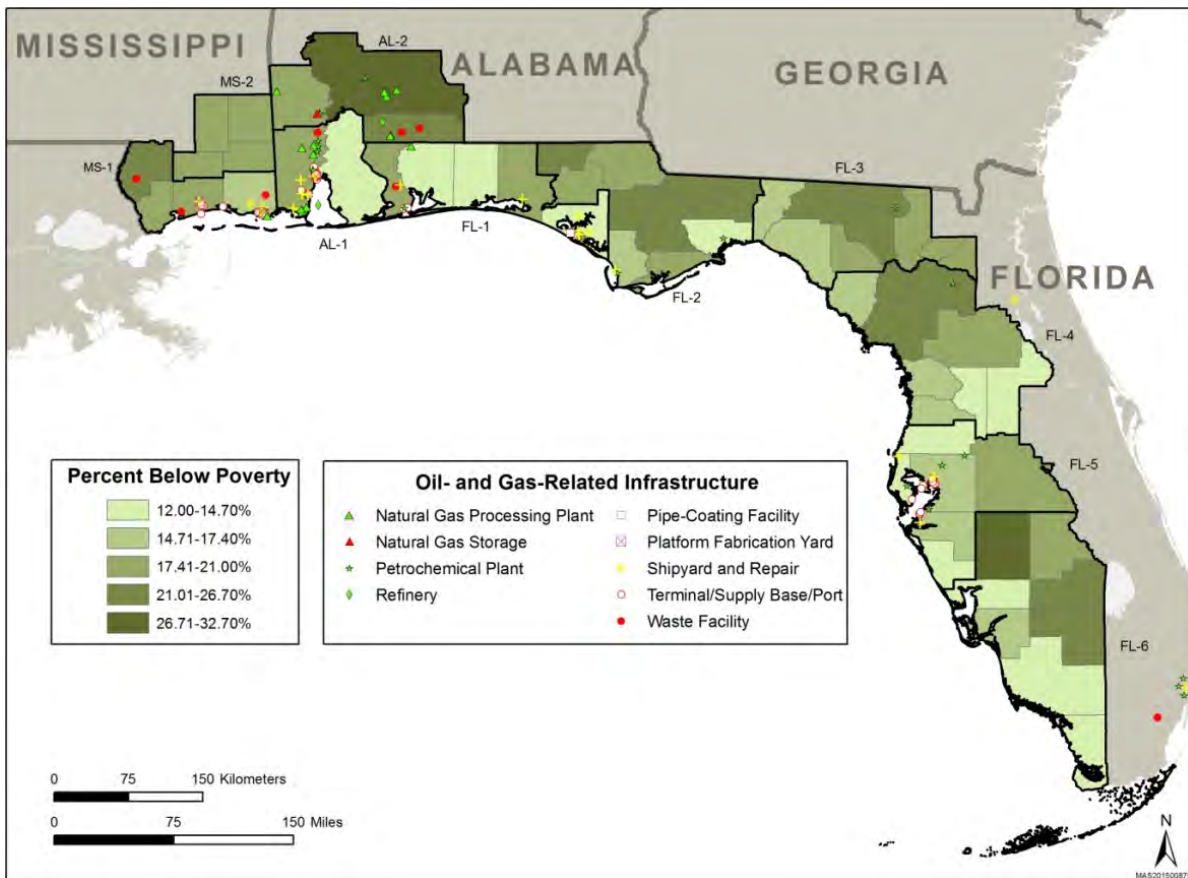 MISSISSIPPI
AL-2
ALABAMA
GEORGIA
MS-2
MS-1
FL-3
AL-1
FL-1
FL-2
FLORIDA
FL-4
FL-5
FL-6
Percent Below Poverty
12.00-14.70%
14.71-17.40%
17.41-21.00%
21.01-26.70%
26.71-32.70%
Oil- and Gas-Related Infrastructure
Natural Gas Processing Plant
Natural Gas Storage
Petrochemical Plant
Refinery
Pipe-Coating Facility
Platform Fabrication Yard
Shipyard and Repair
Terminal/Supply Base/Port
Waste Facility
0 75 150 Kilometers
0 75 150 Miles
N